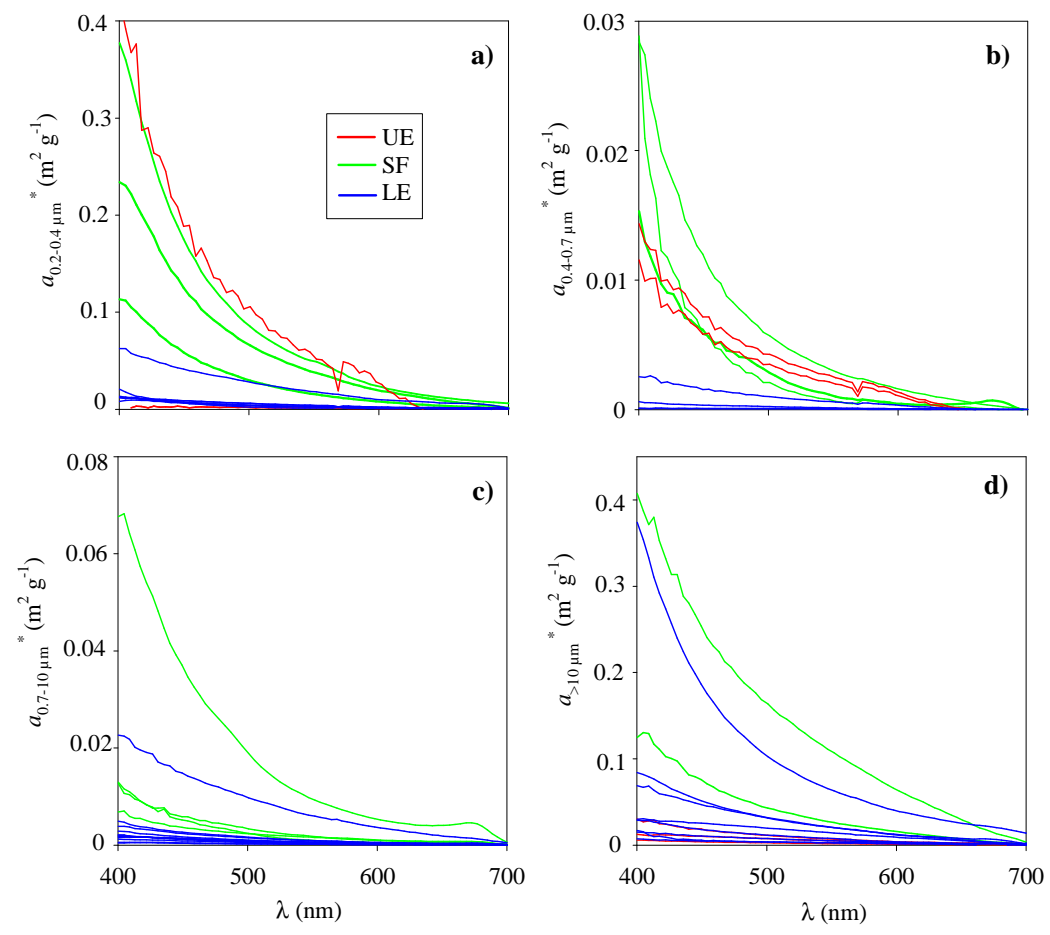 a)
0.4
0.3
0.2
0.1
0
a0.2-0.4 µm* (m2 g-1)
UE
SF
LE
b)
0.03
0.02
0.01
0
a0.4-0.7 µm* (m2 g-1)
c)
0.08
0.06
0.04
0.02
0
a0.7-10 µm* (m2 g-1)
400
500
600
700
λ (nm)
d)
0.4
0.3
0.2
0.1
0
a>10 µm* (m2 g-1)
400
500
600
700
λ (nm)